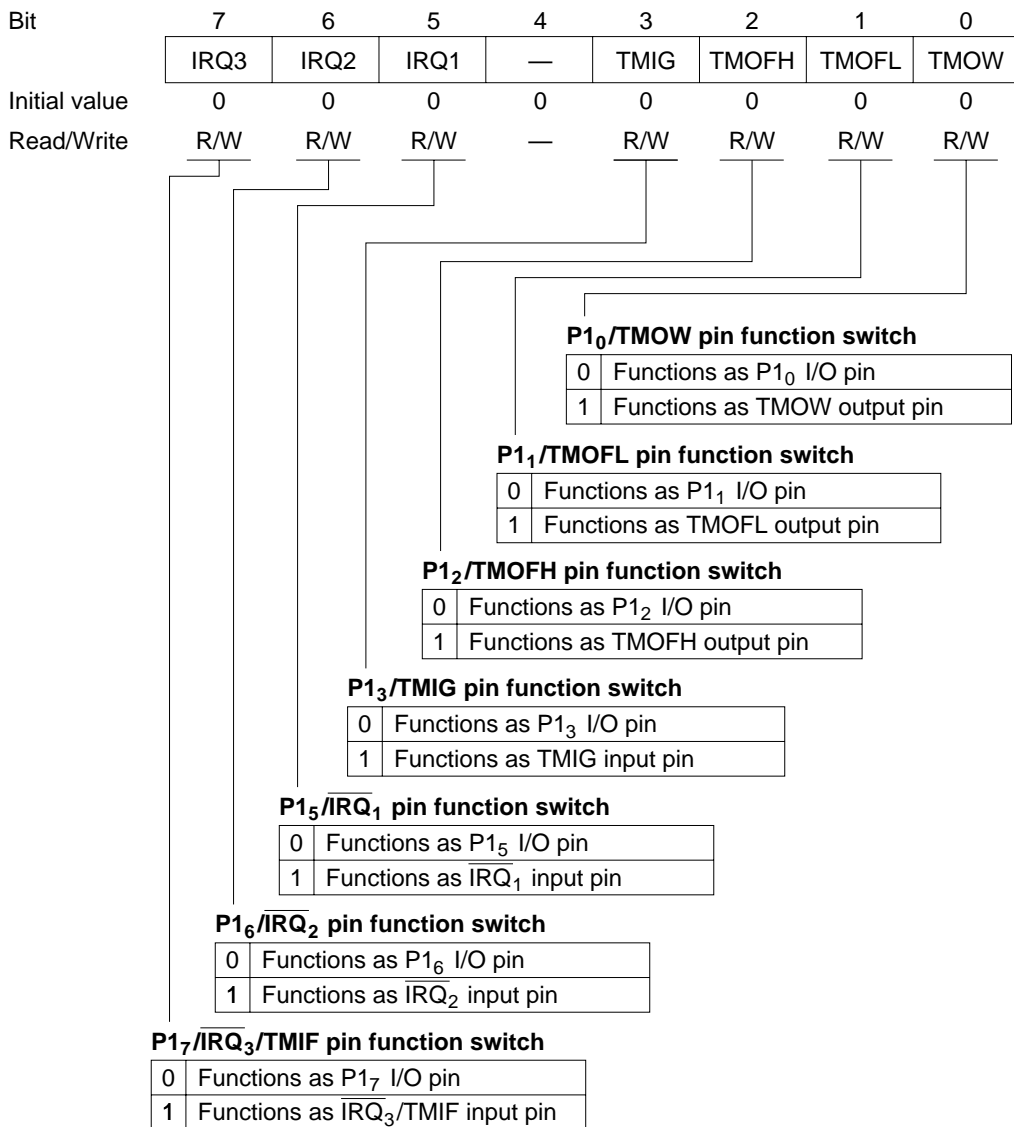 Bit 7 6 5 4 3 2 1 0
IRQ3 IRQ2 IRQ1 — TMIG TMOFH TMOFL TMOW
Initial value 0 0 0 0 0 0 0 0
Read/Write R/W R/W R/W — R/W R/W R/W R/W
P1₀/TMOW pin function switch
0 Functions as P1₀ I/O pin
1 Functions as TMOW output pin
P1₁/TMOFL pin function switch
0 Functions as P1₁ I/O pin
1 Functions as TMOFL output pin
P1₂/TMOFH pin function switch
0 Functions as P1₂ I/O pin
1 Functions as TMOFH output pin
P1₃/TMIG pin function switch
0 Functions as P1₃ I/O pin
1 Functions as TMIG input pin
P1₅/I̅R̅Q̅₁ pin function switch
0 Functions as P1₅ I/O pin
1 Functions as I̅R̅Q̅₁ input pin
P1₆/I̅R̅Q̅₂ pin function switch
0 Functions as P1₆ I/O pin
1 Functions as I̅R̅Q̅₂ input pin
P1₇/I̅R̅Q̅₃/TMIF pin function switch
0 Functions as P1₇ I/O pin
1 Functions as I̅R̅Q̅₃/TMIF input pin